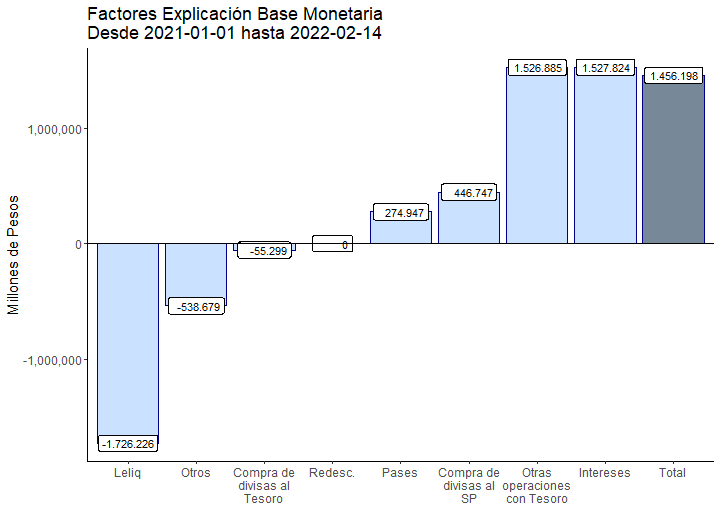 Factores Explicación Base Monetaria
Desde 2021-01-01 hasta 2022-02-14
Millones de Pesos
1,000,000
0
-1,000,000
-1.726.226
-538.679
-55.299
0
274.947
446.747
1.526.885
1.527.824
1.456.198
Leliq
Otros
Compra de
divisas al
Tesoro
Redesc.
Pases
Compra de
divisas al
SP
Otras
operaciones
con Tesoro
Intereses
Total